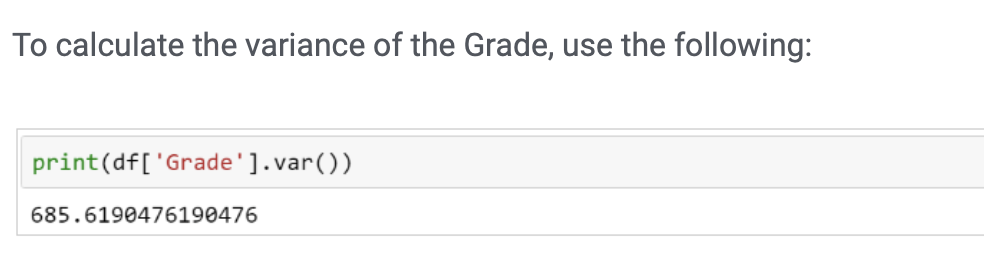 To calculate the variance of the Grade, use the following:
print(df['Grade'].var())
685.6190476190476